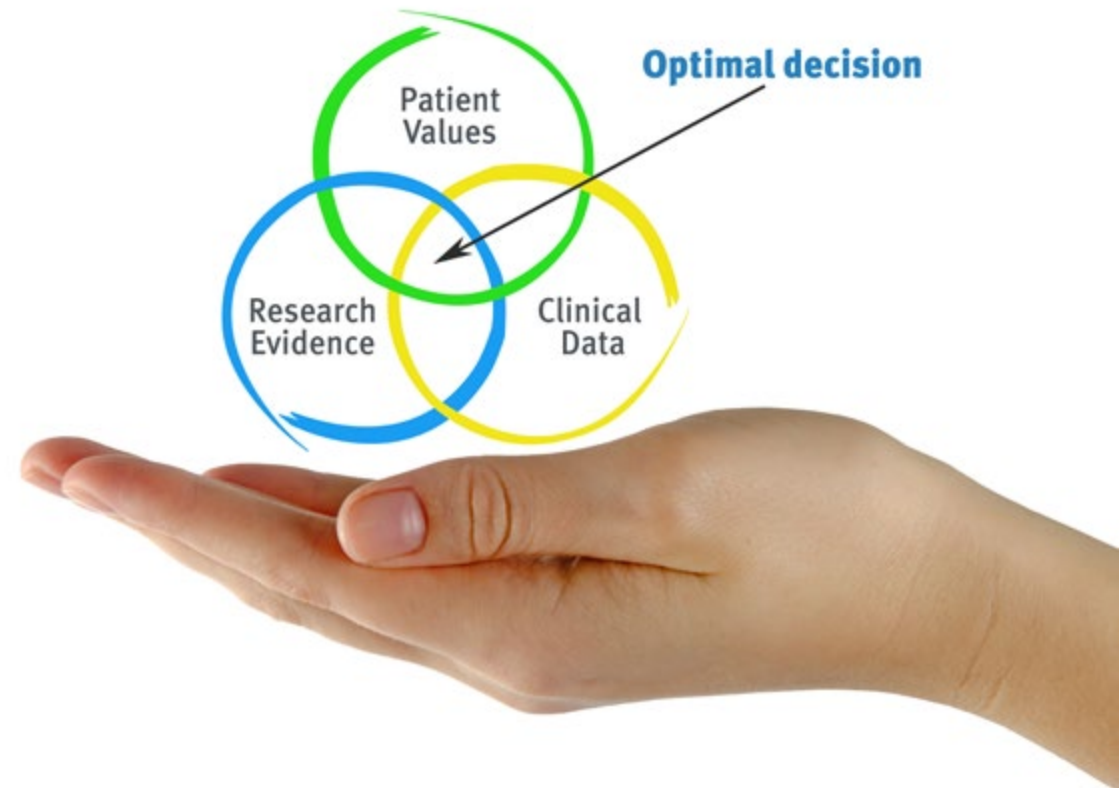 Optimal decision
Patient
Values
Research
Evidence
Clinical
Data